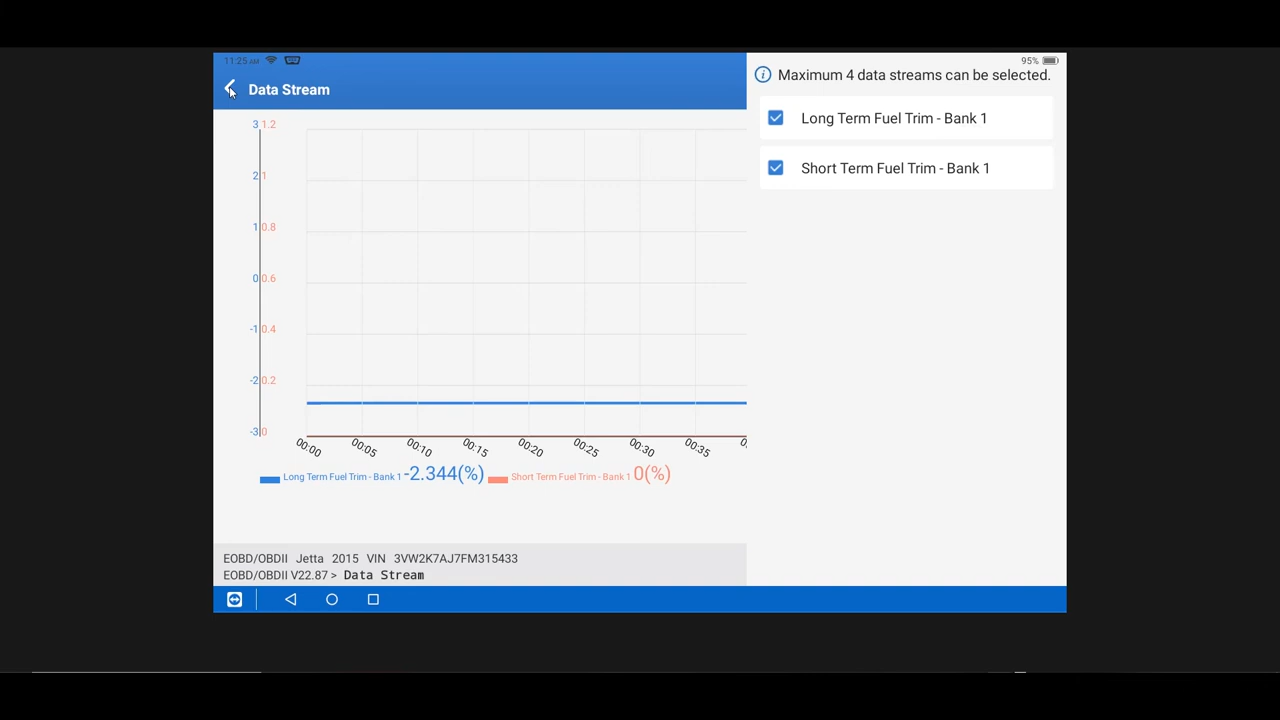 11:25 AM
95%
Data Stream
Maximum 4 data streams can be selected.
Long Term Fuel Trim - Bank 1
Short Term Fuel Trim - Bank 1
3 1.2
2 1
1 0.8
0 0.6
-1 0.4
-2 0.2
-3 0
00:00 00:05 00:10 00:15 00:20 00:25 00:30 00:35
Long Term Fuel Trim - Bank 1 -2.344(%) Short Term Fuel Trim - Bank 1 0(%)
EOBD/OBDII Jetta 2015 VIN 3VW2K7AJ7FM315433
EOBD/OBDII V22.87 > Data Stream